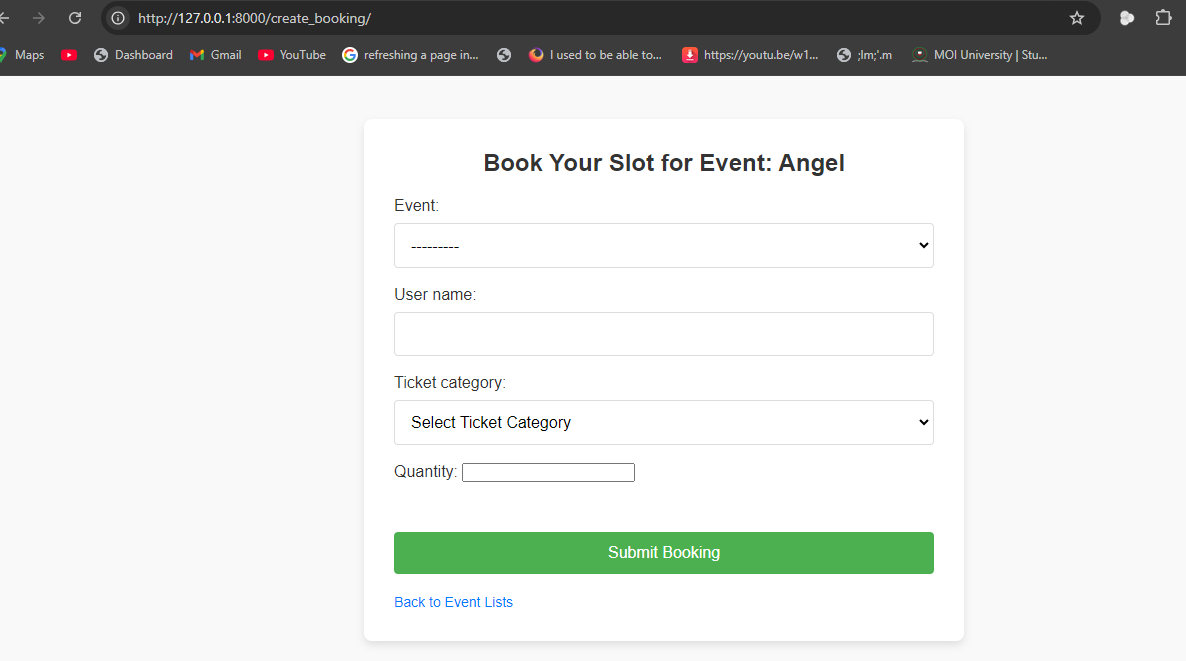 http://127.0.0.1:8000/create_booking/
Maps Dashboard Gmail YouTube refreshing a page in... I used to be able to... https://youtu.be/w1... ;lm;'.m MOI University | Stu...
Book Your Slot for Event: Angel
Event:
---------
User name:
Ticket category:
Select Ticket Category
Quantity:
Submit Booking
Back to Event Lists